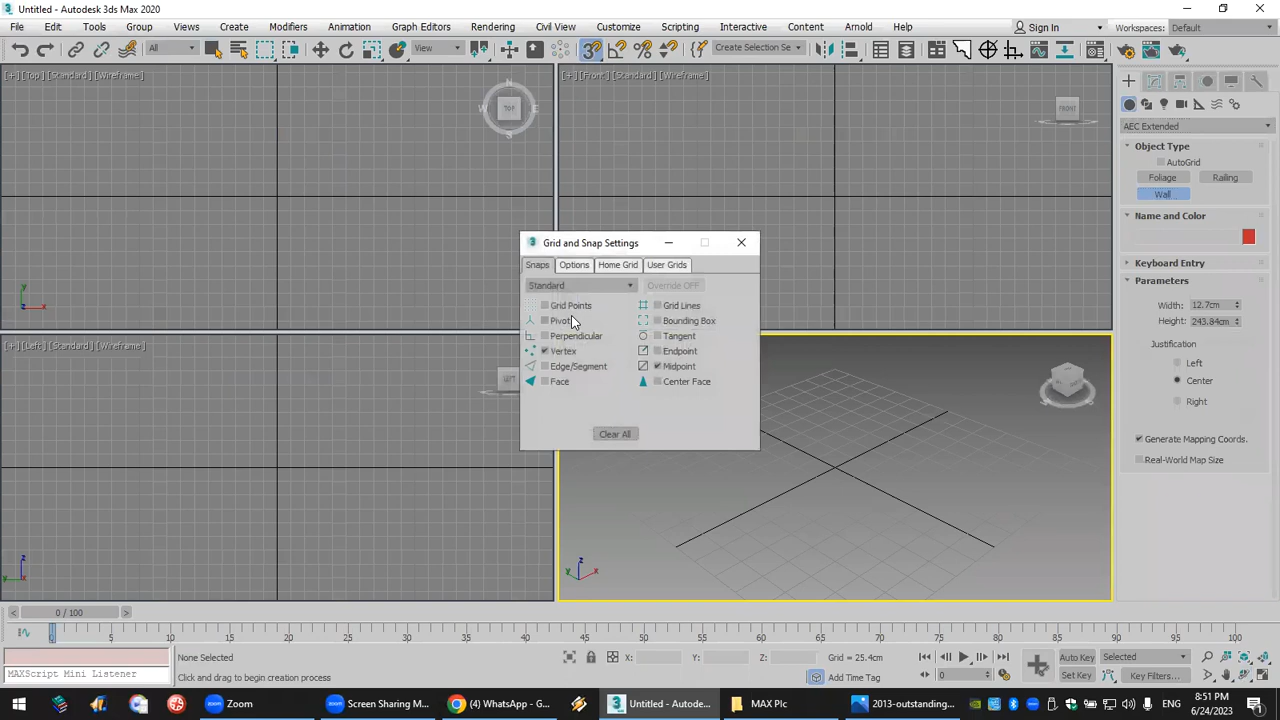 Untitled - Autodesk 3ds Max 2020
File Edit Tools Group Views Create Modifiers Animation Graph Editors Rendering Civil View Customize Scripting Interactive Content Arnold Help Sign In Workspaces: Default
All View 3 Create Selection Se
[+] [Top] [Standard] [Wireframe]
N
W TOP E
S
[+] [Front] [Standard] [Wireframe]
FRONT
AEC Extended
Object Type
AutoGrid
Foliage Railing
Wall
Name and Color
Keyboard Entry
Parameters
Width: 12.7cm
Height: 243.84cm
Justification
Left
Center
Right
Generate Mapping Coords.
Real-World Map Size
3 Grid and Snap Settings
Snaps Options Home Grid User Grids
Standard Override OFF
Grid Points Grid Lines
Pivot Bounding Box
Perpendicular Tangent
Vertex Endpoint
Edge/Segment Midpoint
Face Center Face
Clear All
y
z x
[+] [Left] [Standard] [Wireframe]
LEFT
z
y
z
y x
< 0 / 100 >
0 5 10 15 20 25 30 35 40 45 50 55 60 65 70 75 80 85 90 95 100
MAXScript Mini Listener
None Selected
Click and drag to begin creation process
X: Y: Z: Grid = 25.4cm
Add Time Tag
0
Auto Key Selected
Set Key Key Filters...
Zoom
Screen Sharing M...
(4) WhatsApp - G...
Untitled - Autode...
MAX PIc
2013-outstanding...
8:51 PM
6/24/2023